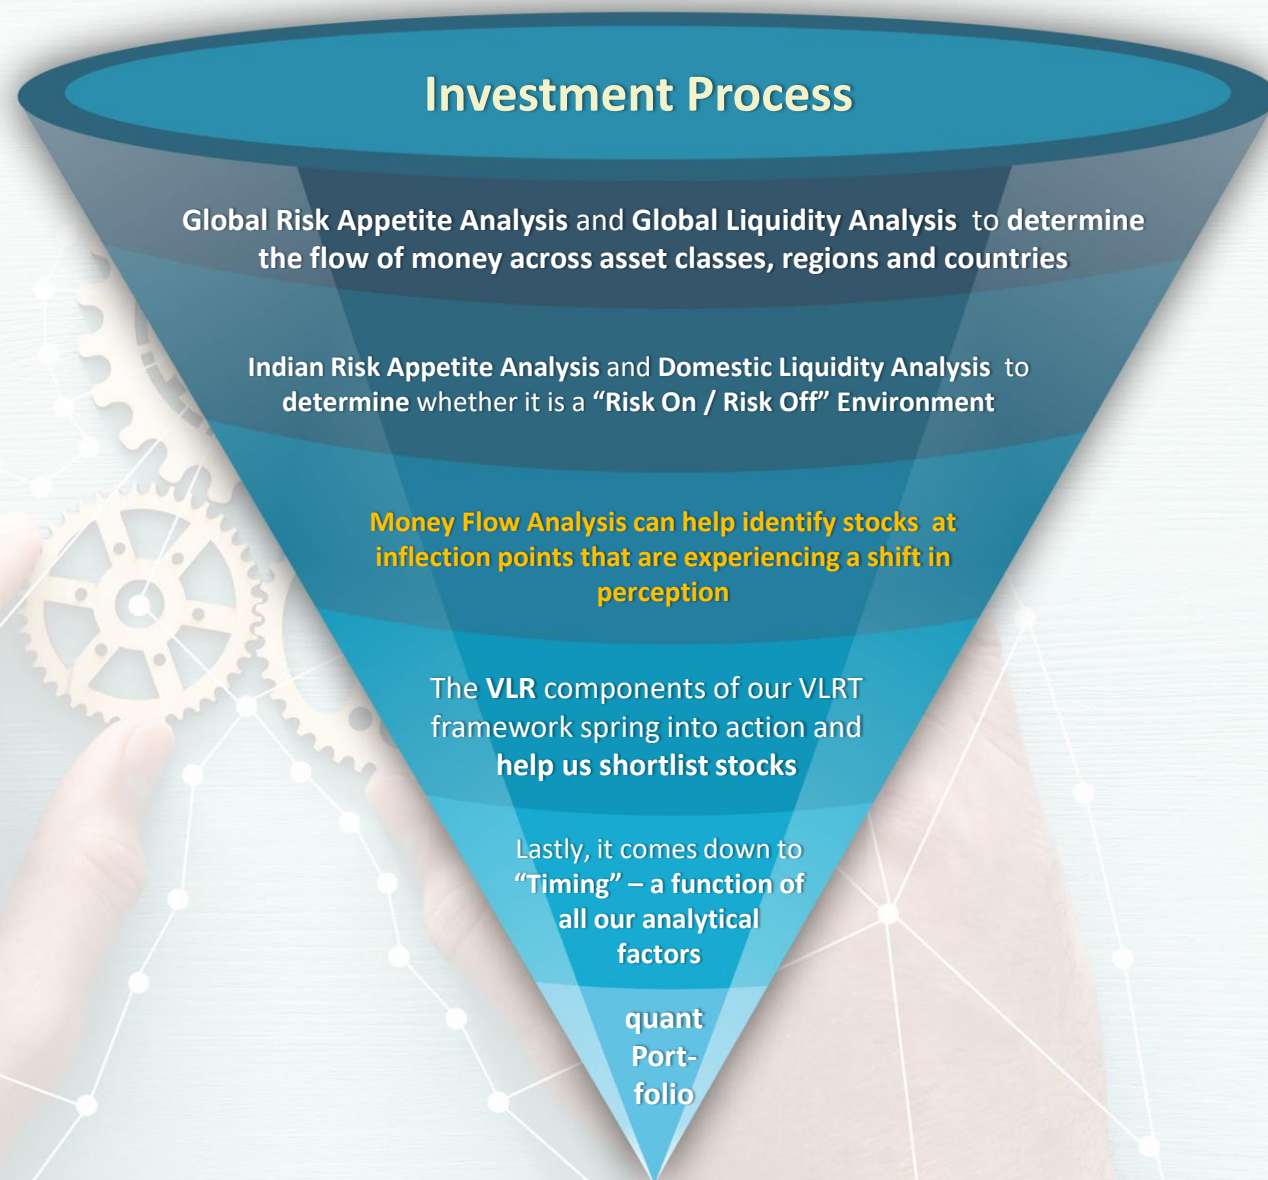 Investment Process
Global Risk Appetite Analysis and Global Liquidity Analysis to determine
the flow of money across asset classes, regions and countries
Indian Risk Appetite Analysis and Domestic Liquidity Analysis to
determine whether it is a “Risk On / Risk Off” Environment
Money Flow Analysis can help identify stocks at
inflection points that are experiencing a shift in
perception
The VLR components of our VLRT
framework spring into action and
help us shortlist stocks
Lastly, it comes down to
“Timing” – a function of
all our analytical
factors
quant
Port-
folio